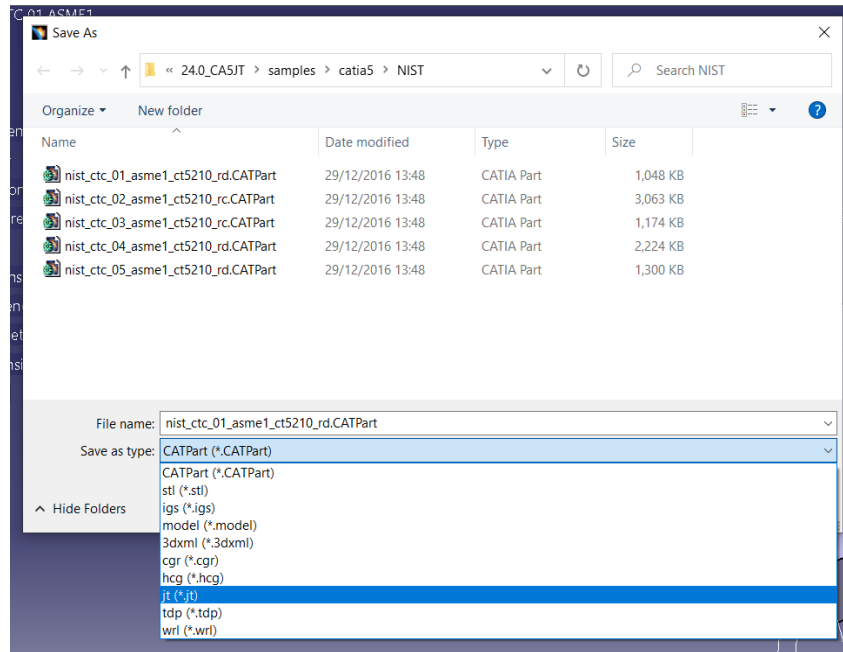 TC 01 ASME1
Save As
« 24.0_CA5JT > samples > catia5 > NIST
Search NIST
Organize New folder
Name Date modified Type Size
nist_ctc_01_asme1_ct5210_rd.CATPart 29/12/2016 13:48 CATIA Part 1,048 KB
nist_ctc_02_asme1_ct5210_rc.CATPart 29/12/2016 13:48 CATIA Part 3,063 KB
nist_ctc_03_asme1_ct5210_rc.CATPart 29/12/2016 13:48 CATIA Part 1,174 KB
nist_ctc_04_asme1_ct5210_rd.CATPart 29/12/2016 13:48 CATIA Part 2,224 KB
nist_ctc_05_asme1_ct5210_rd.CATPart 29/12/2016 13:48 CATIA Part 1,300 KB
File name: nist_ctc_01_asme1_ct5210_rd.CATPart
Save as type: CATPart (*.CATPart)
CATPart (*.CATPart)
stl (*.stl)
Hide Folders
igs (*.igs)
model (*.model)
3dxml (*.3dxml)
cgr (*.cgr)
hcg (*.hcg)
jt (*.jt)
tdp (*.tdp)
wrl (*.wrl)